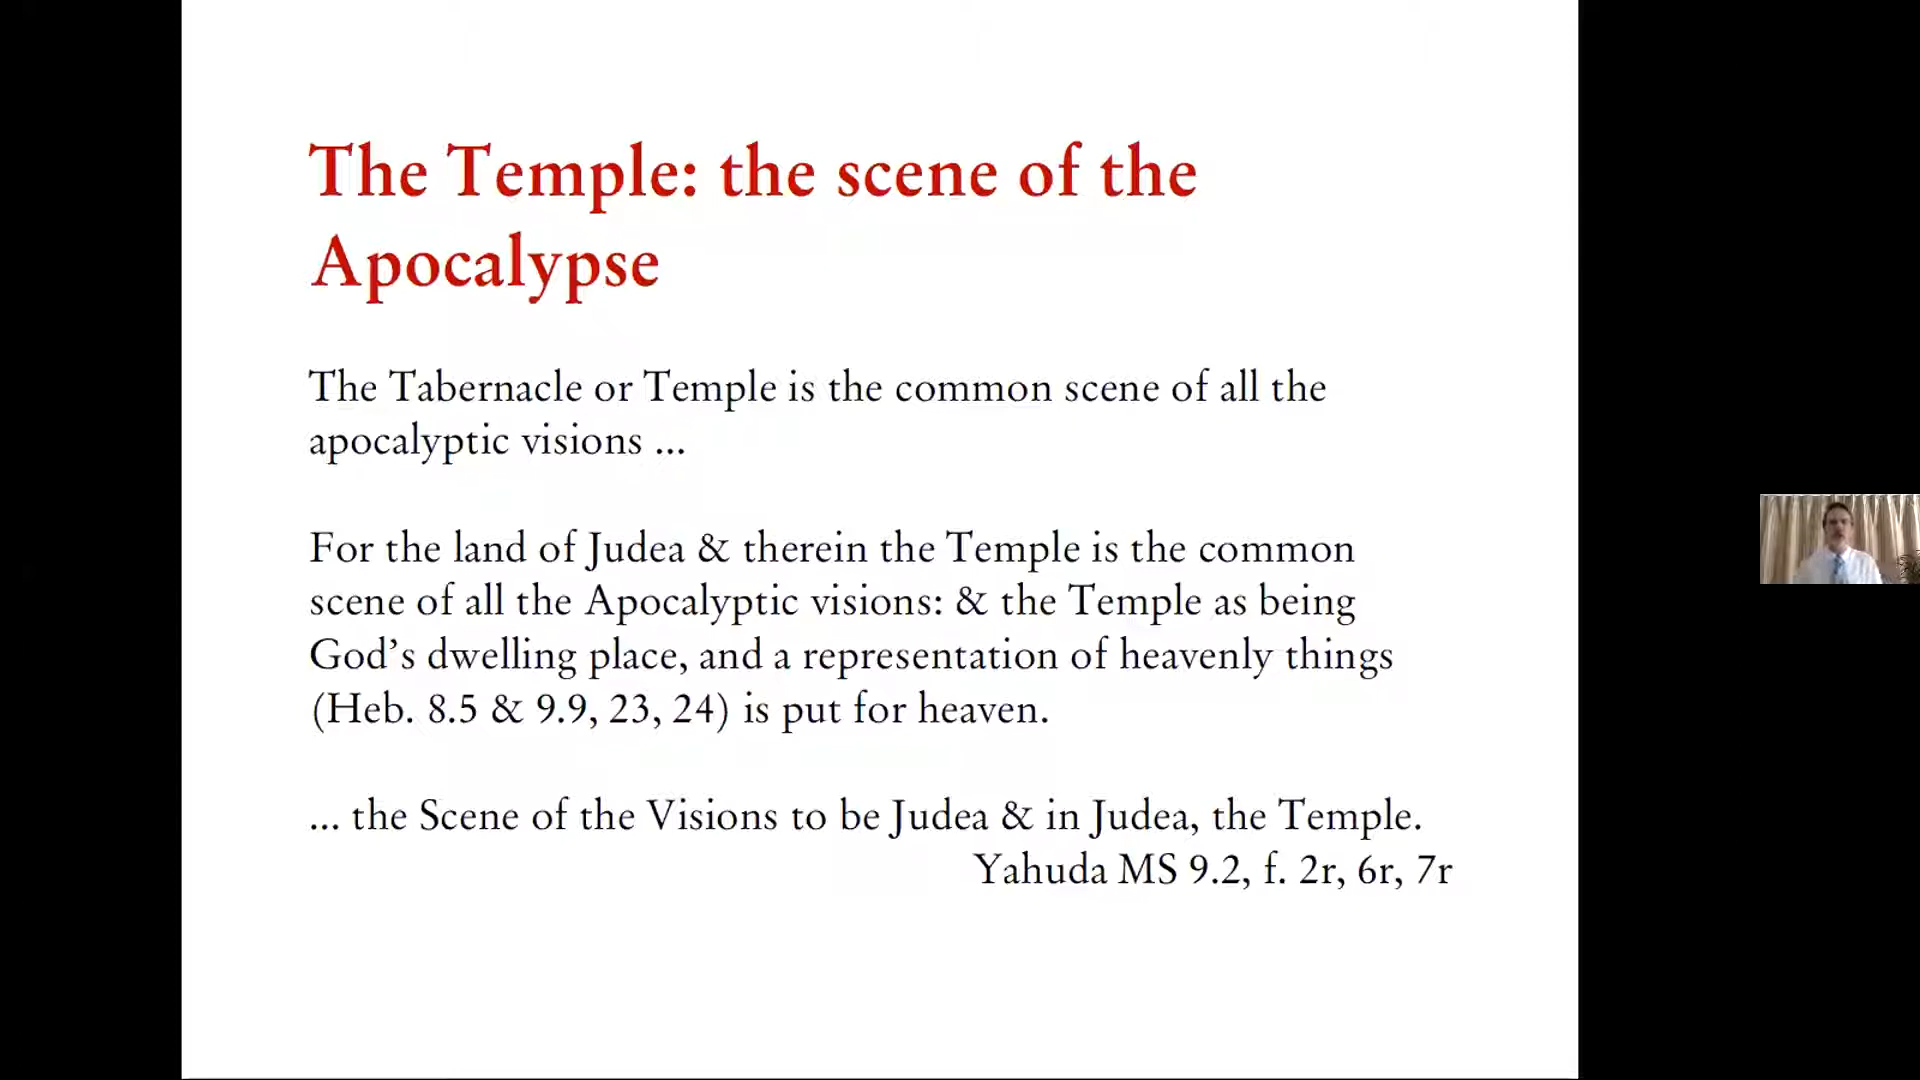 The Temple: the scene of the
Apocalypse
The Tabernacle or Temple is the common scene of all the
apocalyptic visions ...
For the land of Judea & therein the Temple is the common
scene of all the Apocalyptic visions: & the Temple as being
God’s dwelling place, and a representation of heavenly things
(Heb. 8.5 & 9.9, 23, 24) is put for heaven.
... the Scene of the Visions to be Judea & in Judea, the Temple.
Yahuda MS 9.2, f. 2r, 6r, 7r